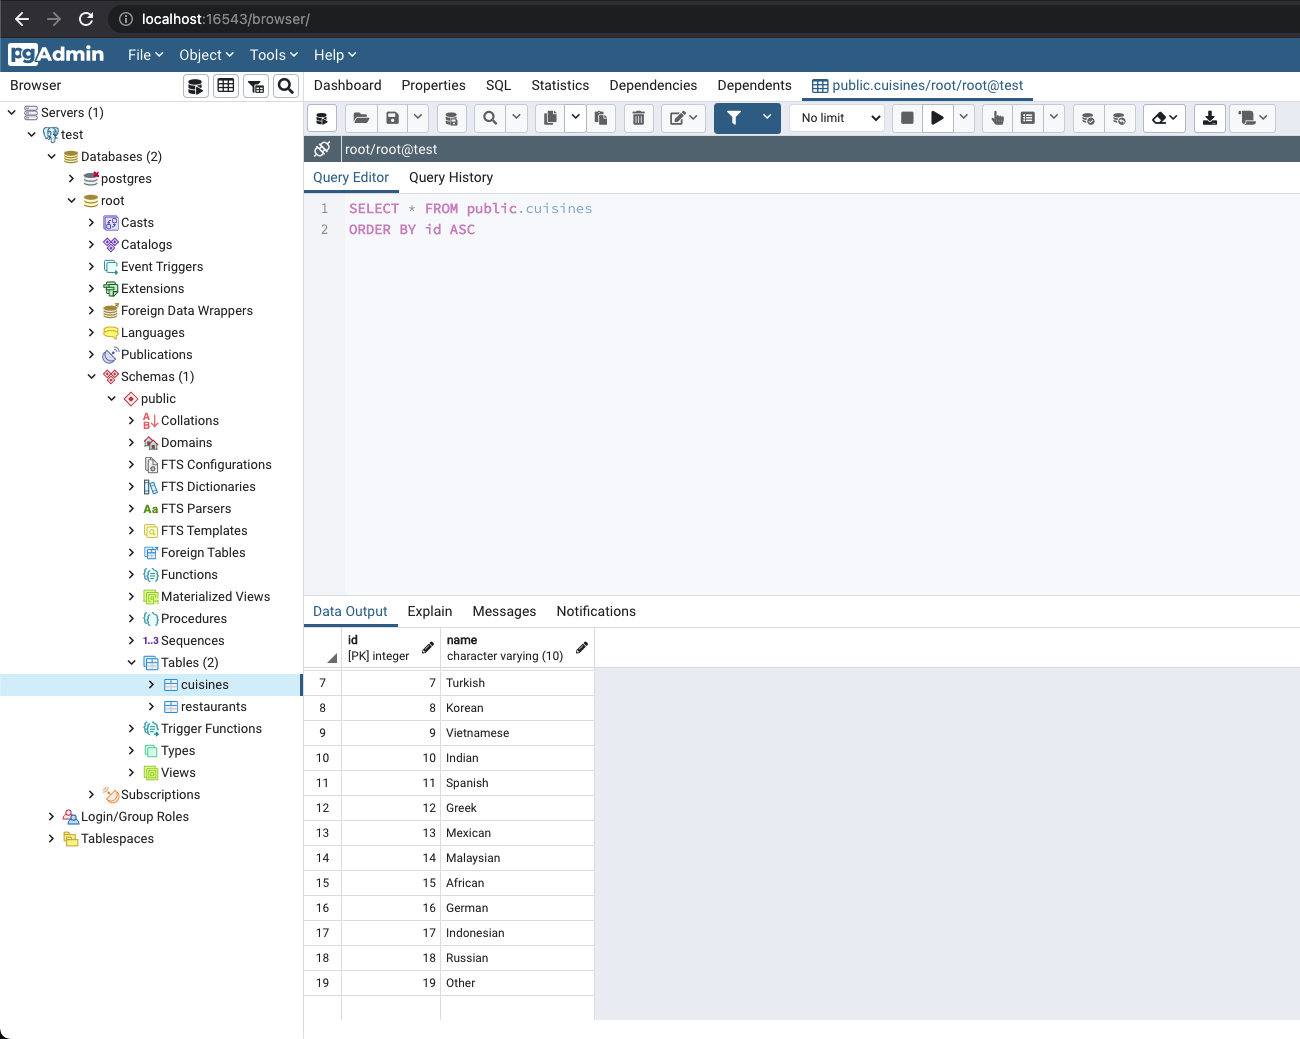 localhost:16543/browser/
pgAdmin File Object Tools Help
Browser
Dashboard Properties SQL Statistics Dependencies Dependents public.cuisines/root/root@test
No limit
root/root@test
Query Editor Query History
1 SELECT * FROM public.cuisines
2 ORDER BY id ASC
Servers (1)
test
Databases (2)
postgres
root
Casts
Catalogs
Event Triggers
Extensions
Foreign Data Wrappers
Languages
Publications
Schemas (1)
public
Collations
Domains
FTS Configurations
FTS Dictionaries
Aa FTS Parsers
FTS Templates
Foreign Tables
Functions
Materialized Views
Procedures
1..3 Sequences
Tables (2)
cuisines
restaurants
Trigger Functions
Types
Views
Subscriptions
Login/Group Roles
Tablespaces
Data Output Explain Messages Notifications
id name
[PK] integer character varying (10)
7 7 Turkish
8 8 Korean
9 9 Vietnamese
10 10 Indian
11 11 Spanish
12 12 Greek
13 13 Mexican
14 14 Malaysian
15 15 African
16 16 German
17 17 Indonesian
18 18 Russian
19 19 Other